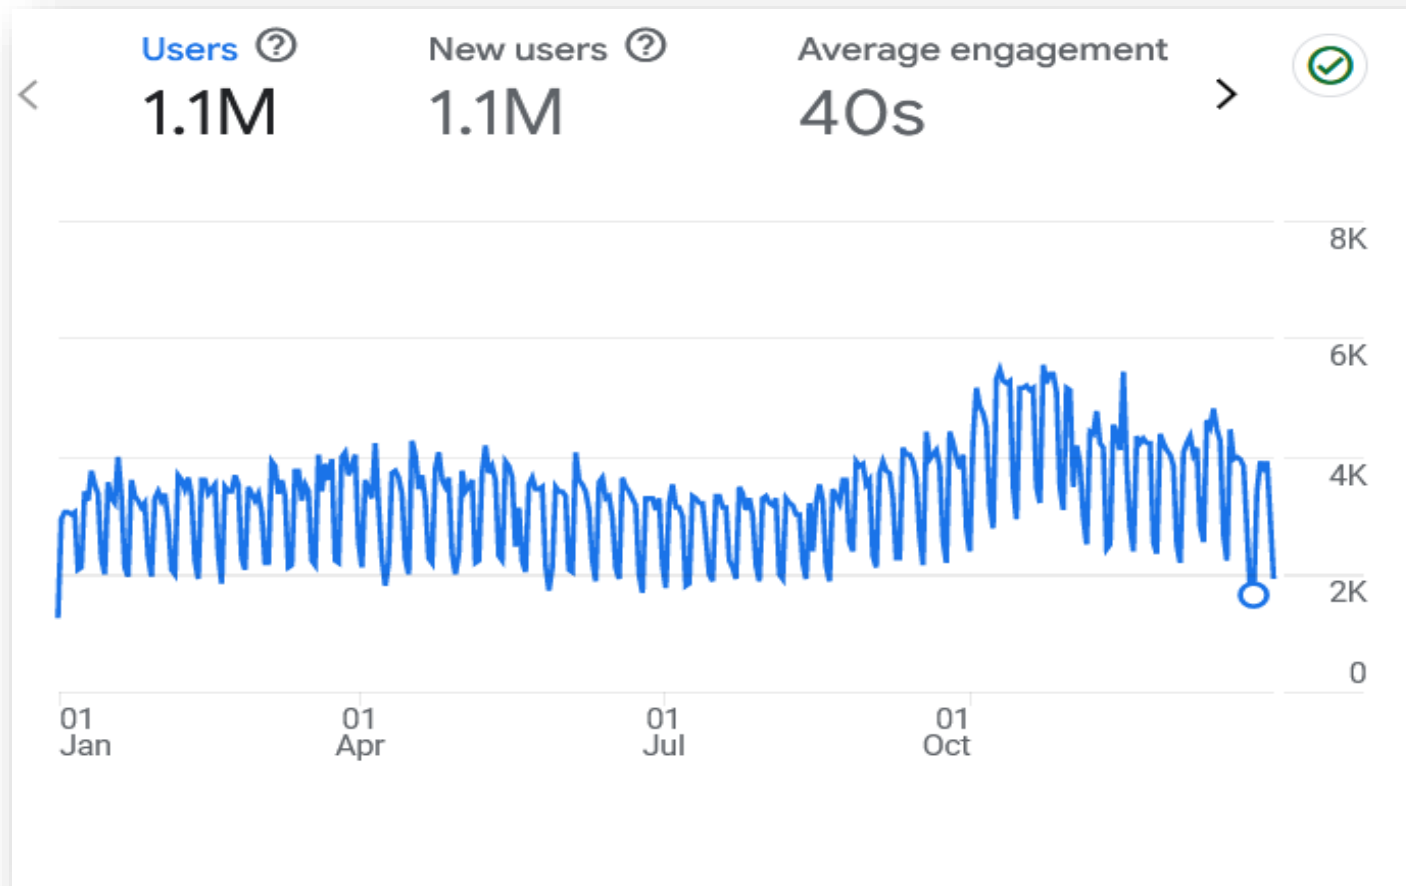 Users New users Average engagement
1.1M 1.1M 40s
8K
6K
4K
2K
0
01 01 01 01
Jan Apr Jul Oct